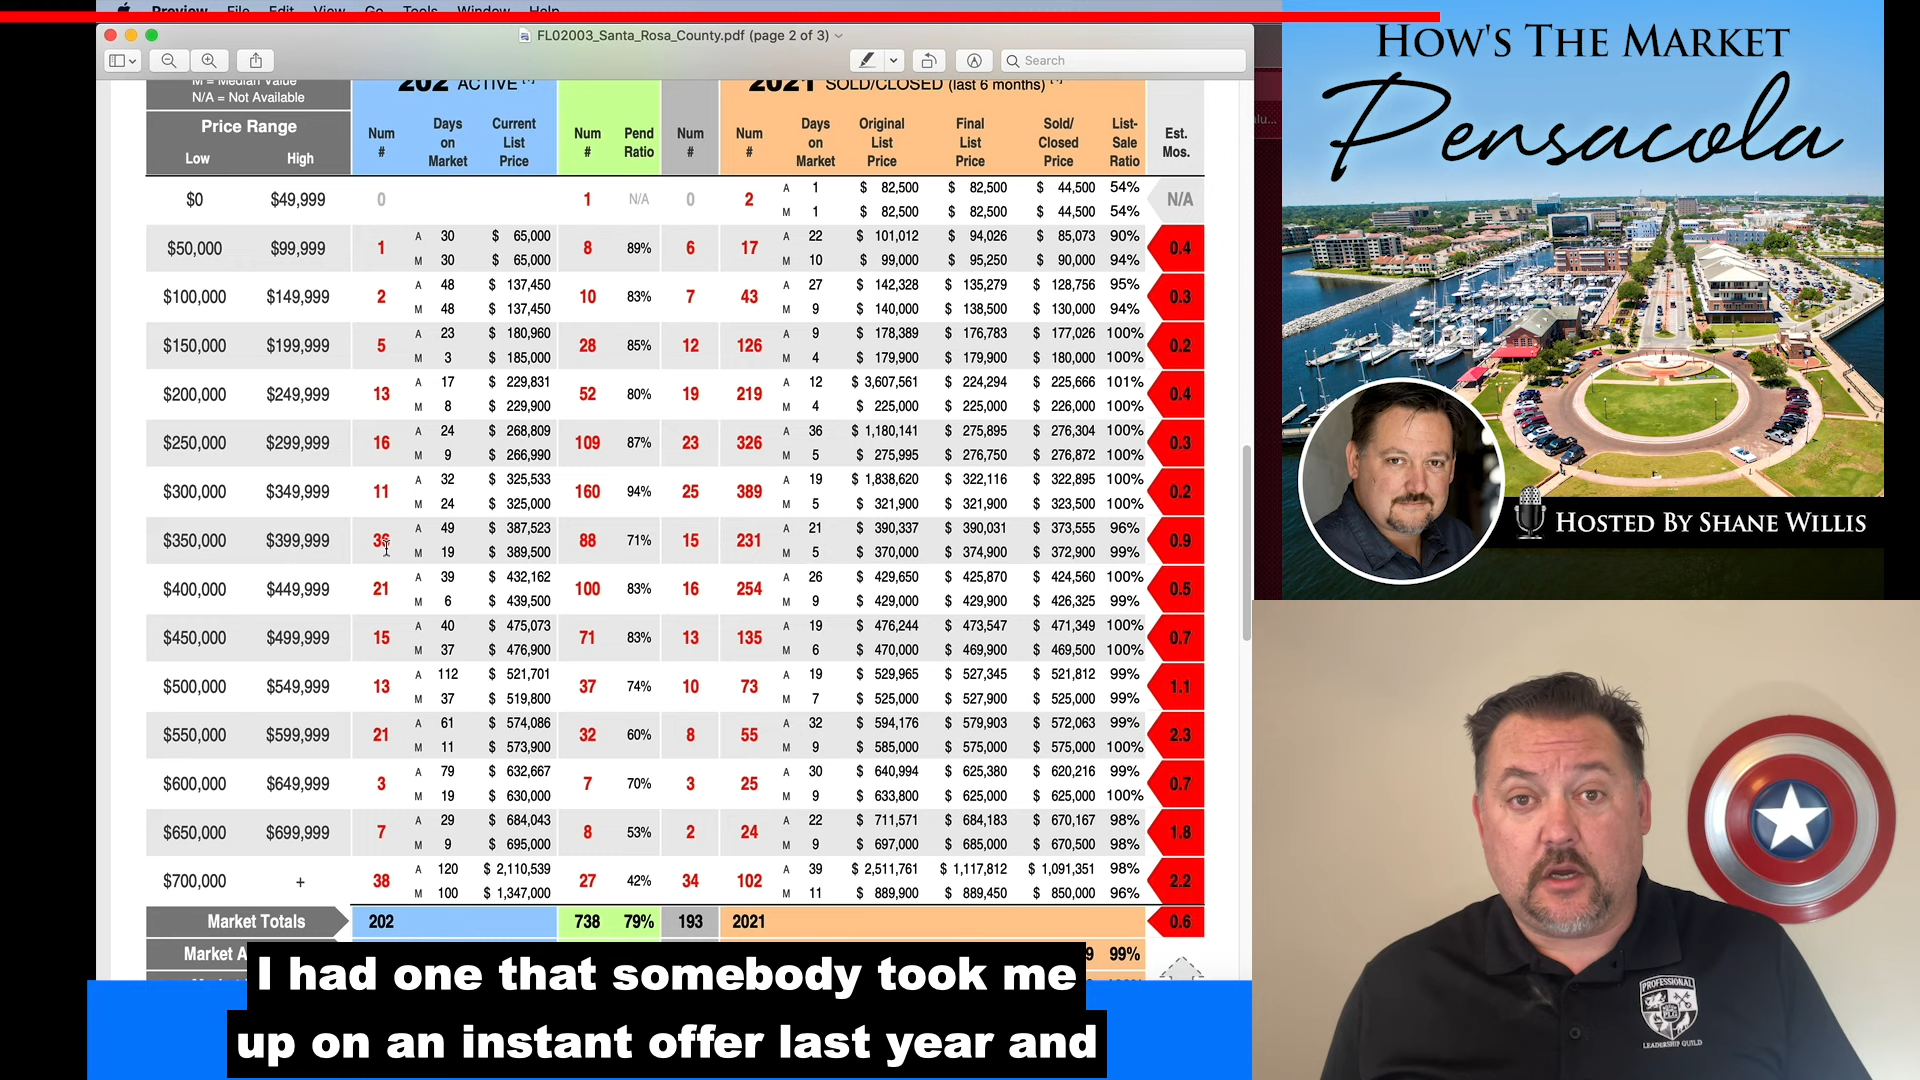 Preview File Edit View Go Tools Window Help
FL02003_Santa_Rosa_County.pdf (page 2 of 3)
Search
M = Median Value
N/A = Not Available
202 ACTIVE
2021 SOLD/CLOSED (last 6 months)
Price Range
Low High
Num # Days on Market Current List Price Num # Pend Ratio Num # Num # Days on Market Original List Price Final List Price Sold/Closed Price List-Sale Ratio Est. Mos.
$0 $49,999 0 1 N/A 0 2 A 1 $ 82,500 $ 82,500 $ 44,500 54% N/A
M 1 $ 82,500 $ 82,500 $ 44,500 54%
$50,000 $99,999 1 A 30 $ 65,000 8 89% 6 17 A 22 $ 101,012 $ 94,026 $ 85,073 90% 0.4
M 30 $ 65,000 M 10 $ 99,000 $ 95,250 $ 90,000 94%
$100,000 $149,999 2 A 48 $ 137,450 10 83% 7 43 A 27 $ 142,328 $ 135,279 $ 128,756 95% 0.3
M 48 $ 137,450 M 9 $ 140,000 $ 138,500 $ 130,000 94%
$150,000 $199,999 5 A 23 $ 180,960 28 85% 12 126 A 9 $ 178,389 $ 176,783 $ 177,026 100% 0.2
M 3 $ 185,000 M 4 $ 179,900 $ 179,900 $ 180,000 100%
$200,000 $249,999 13 A 17 $ 229,831 52 80% 19 219 A 12 $ 3,607,561 $ 224,294 $ 225,666 101% 0.4
M 8 $ 229,900 M 4 $ 225,000 $ 225,000 $ 226,000 100%
$250,000 $299,999 16 A 24 $ 268,809 109 87% 23 326 A 36 $ 1,180,141 $ 275,895 $ 276,304 100% 0.3
M 9 $ 266,990 M 5 $ 275,995 $ 276,750 $ 276,872 100%
$300,000 $349,999 11 A 32 $ 325,533 160 94% 25 389 A 19 $ 1,838,620 $ 322,116 $ 322,895 100% 0.2
M 24 $ 325,000 M 5 $ 321,900 $ 321,900 $ 323,500 100%
$350,000 $399,999 A 49 $ 387,523 88 71% 15 231 A 21 $ 390,337 $ 390,031 $ 373,555 96% 0.9
M 19 $ 389,500 M 5 $ 370,000 $ 374,900 $ 372,900 99%
$400,000 $449,999 21 A 39 $ 432,162 100 83% 16 254 A 26 $ 429,650 $ 425,870 $ 424,560 100% 0.5
M 6 $ 439,500 M 9 $ 429,000 $ 429,900 $ 426,325 99%
$450,000 $499,999 15 A 40 $ 475,073 71 83% 13 135 A 19 $ 476,244 $ 473,547 $ 471,349 100% 0.7
M 37 $ 476,900 M 6 $ 470,000 $ 469,900 $ 469,500 100%
$500,000 $549,999 13 A 112 $ 521,701 37 74% 10 73 A 19 $ 529,965 $ 527,345 $ 521,812 99% 1.1
M 37 $ 519,800 M 7 $ 525,000 $ 527,900 $ 525,000 99%
$550,000 $599,999 21 A 61 $ 574,086 32 60% 8 55 A 32 $ 594,176 $ 579,903 $ 572,063 99% 2.3
M 11 $ 573,900 M 9 $ 585,000 $ 575,000 $ 575,000 100%
$600,000 $649,999 3 A 79 $ 632,667 7 70% 3 25 A 30 $ 640,994 $ 625,380 $ 620,216 99% 0.7
M 19 $ 630,000 M 9 $ 633,800 $ 625,000 $ 625,000 100%
$650,000 $699,999 7 A 29 $ 684,043 8 53% 2 24 A 22 $ 711,571 $ 684,183 $ 670,167 98% 1.8
M 9 $ 695,000 M 9 $ 697,000 $ 685,000 $ 670,500 98%
$700,000 + 38 A 120 $ 2,110,539 27 42% 34 102 A 39 $ 2,511,761 $ 1,117,812 $ 1,091,351 98% 2.2
M 100 $ 1,347,000 M 11 $ 889,900 $ 889,450 $ 850,000 96%
Market Totals 202 738 79% 193 2021 0.6
Market A 9 99%
I had one that somebody took me
up on an instant offer last year and
HOW'S THE MARKET
Pensacola
HOSTED BY SHANE WILLIS
PROFESSIONAL
LEADERSHIP GUILD